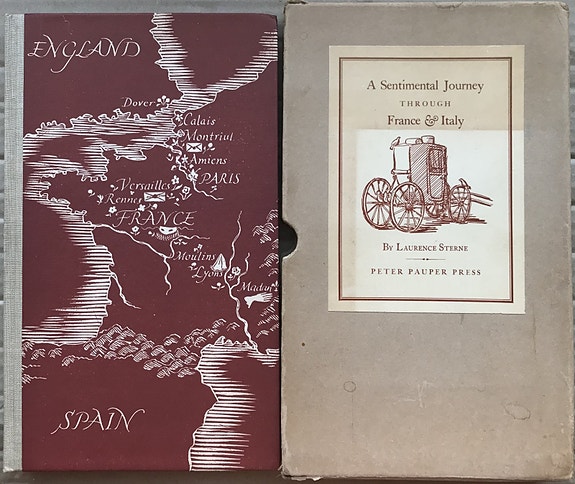 ENGLAND
Dover
Calais
Montriul
Amiens
PARIS
Versailles
Rennes
FRANCE
Moulins
Lyons
Madan
SPAIN
A Sentimental Journey
THROUGH
France & Italy
BY LAURENCE STERNE
PETER PAUPER PRESS